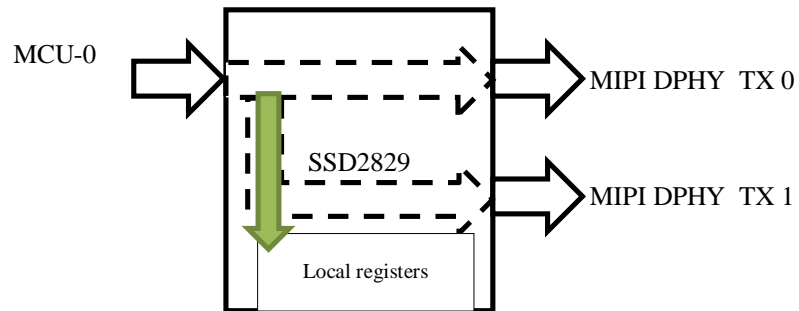 MCU-0
MIPI DPHY TX 0
SSD2829
MIPI DPHY TX 1
Local registers